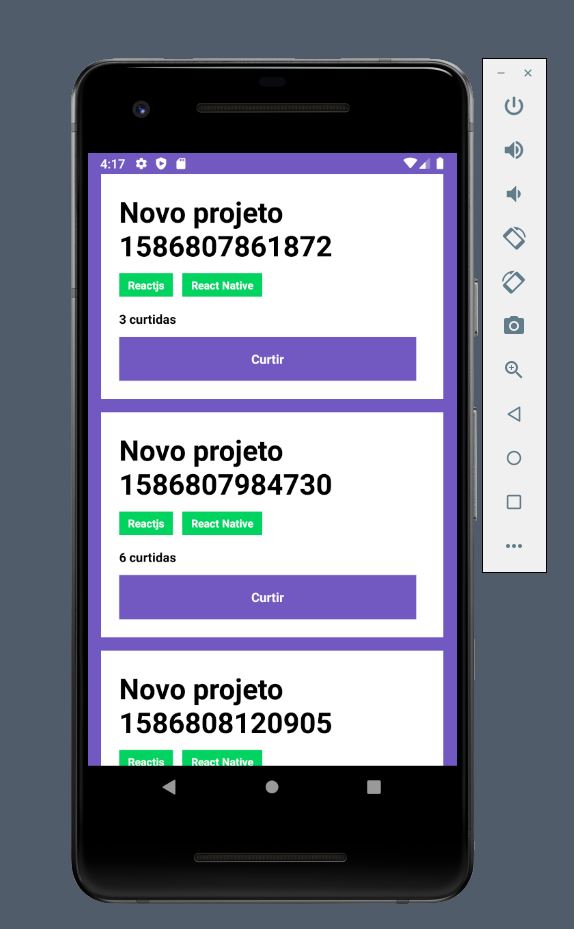 4:17
Novo projeto
1586807861872
Reactjs React Native
3 curtidas
Curtir
Novo projeto
1586807984730
Reactjs React Native
6 curtidas
Curtir
Novo projeto
1586808120905
Reactjs React Native